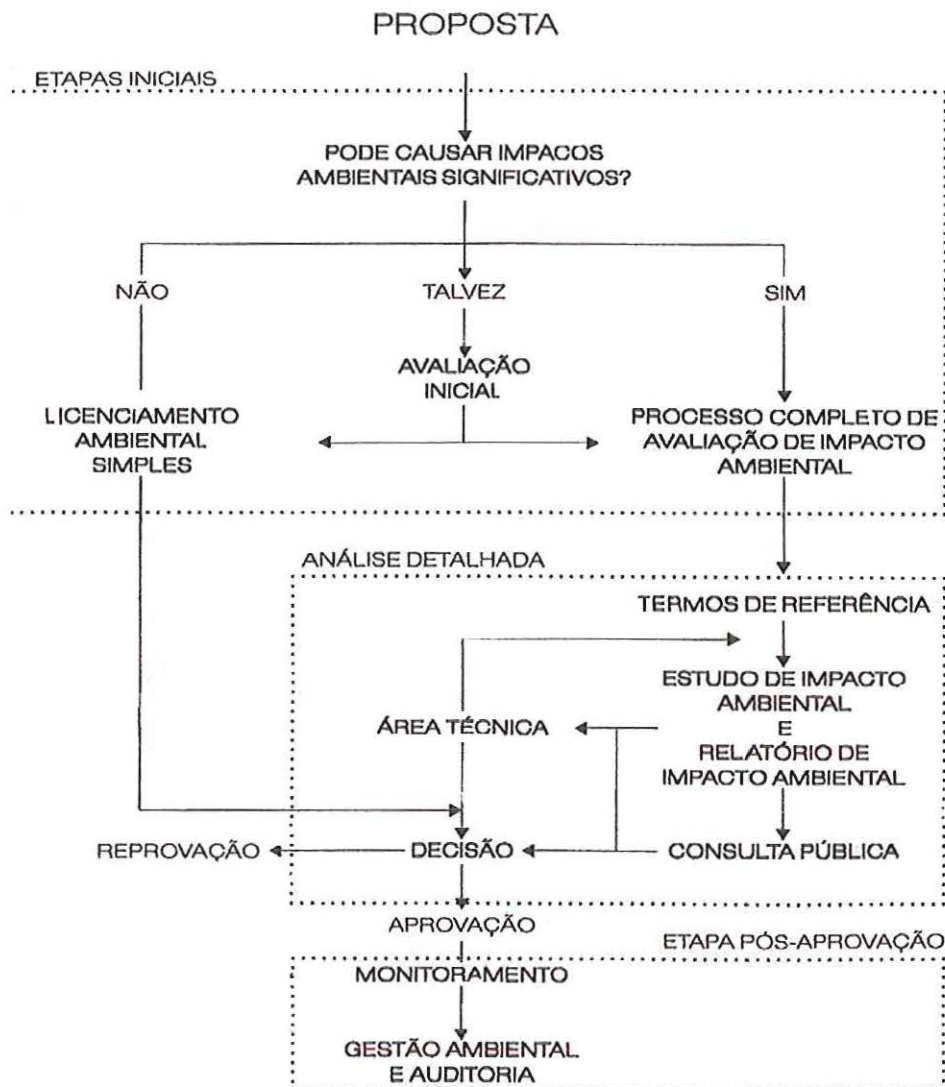 PROPOSTA
ETAPAS INICIAIS
PODE CAUSAR IMPACOS
AMBIENTAIS SIGNIFICATIVOS?
NÃO
TALVEZ
SIM
AVALIAÇÃO
INICIAL
LICENCIAMENTO
AMBIENTAL
SIMPLES
PROCESSO COMPLETO DE
AVALIAÇÃO DE IMPACTO
AMBIENTAL
ANÁLISE DETALHADA
TERMOS DE REFERÊNCIA
ESTUDO DE IMPACTO
AMBIENTAL
E
RELATÓRIO DE
IMPACTO AMBIENTAL
ÁREA TÉCNICA
REPROVAÇÃO
DECISÃO
CONSULTA PÚBLICA
APROVAÇÃO
ETAPA PÓS-APROVAÇÃO
MONITORAMENTO
GESTÃO AMBIENTAL
E AUDITORIA